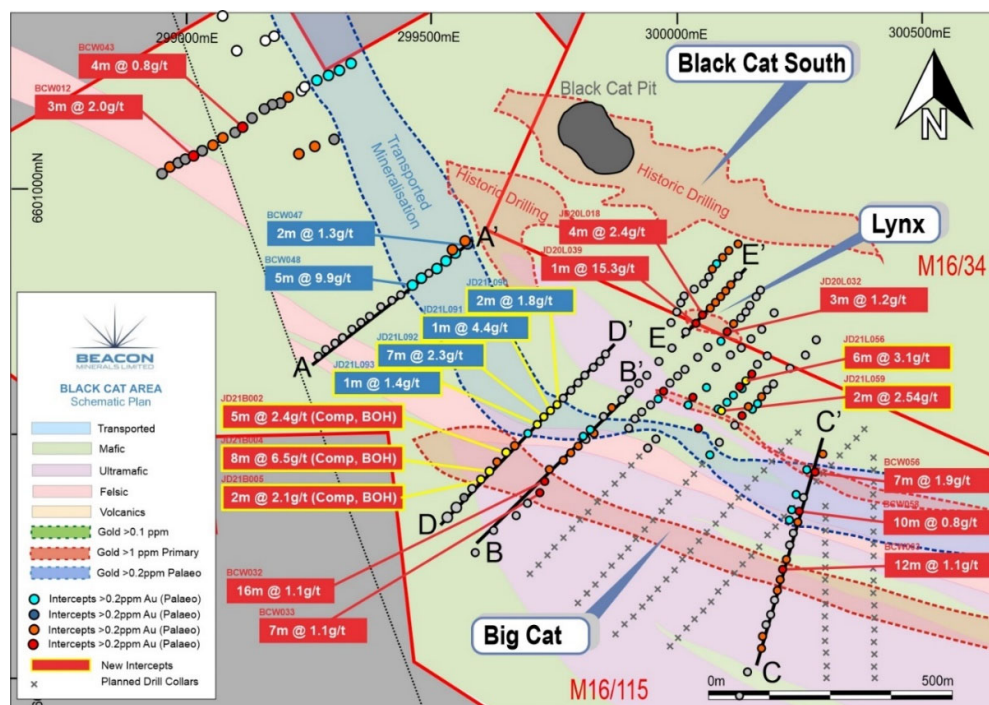 299000mE
299500mE
300000mE
300500mE
BCW043
4m @ 0.8g/t
BCW012
3m @ 2.0g/t
Black Cat South
Black Cat Pit
N
6601000mN
Transported
Mineralisation
Historic Drilling
Historic Drilling
BCW047
2m @ 1.3g/t
A'
JD20L018
4m @ 2.4g/t
Lynx
JD20L039
1m @ 15.3g/t
E'
M16/34
BCW048
5m @ 9.9g/t
JD21L090
2m @ 1.8g/t
JD20L032
3m @ 1.2g/t
JD21L091
1m @ 4.4g/t
D'
E
JD21L056
6m @ 3.1g/t
JD21L092
7m @ 2.3g/t
A
B'
JD21L093
1m @ 1.4g/t
JD21L059
2m @ 2.54g/t
JD21B002
5m @ 2.4g/t (Comp, BOH)
C'
JD21B004
8m @ 6.5g/t (Comp, BOH)
BCW056
7m @ 1.9g/t
JD21B005
2m @ 2.1g/t (Comp, BOH)
10m @ 0.8g/t
D
B
12m @ 1.1g/t
BCW032
16m @ 1.1g/t
BCW033
7m @ 1.1g/t
Big Cat
C
M16/115
0m
500m
BEACON
MINERALS LIMITED
BLACK CAT AREA
Schematic Plan
Transported
Mafic
Ultramafic
Felsic
Volcanics
Gold >0.1 ppm
Gold >1 ppm Primary
Gold >0.2ppm Palaeo
Intercepts >0.2ppm Au (Palaeo)
Intercepts >0.2ppm Au (Palaeo)
Intercepts >0.2ppm Au (Palaeo)
Intercepts >0.2ppm Au (Palaeo)
New Intercepts
Planned Drill Collars